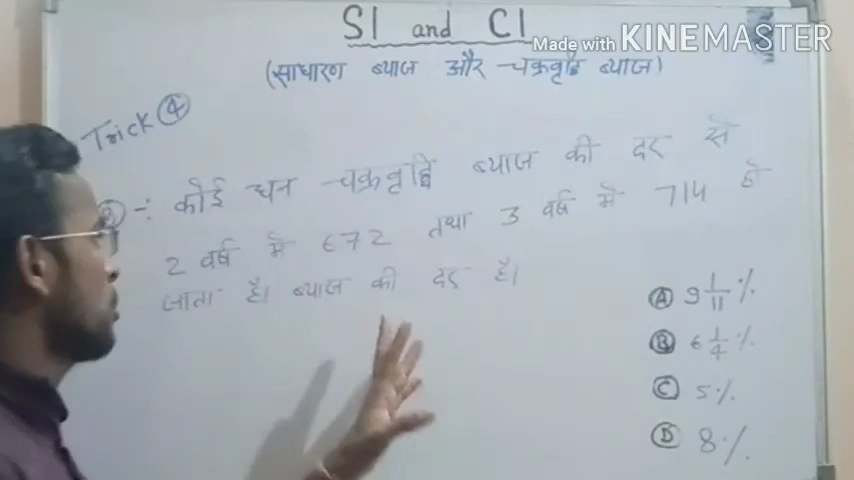 SI and CI
Made with KINEMASTER
(साधारण ब्याज और चक्रवृद्धि ब्याज)
Trick ④
:- कोई धन चक्रवृद्धि ब्याज की दर से
2 वर्ष मे 672 तथा 3 वर्ष मे 714 हो
जाता है। ब्याज की दर है।
Ⓐ 9 1/11 %
Ⓑ 6 1/4 %
Ⓒ 5%
Ⓓ 8%